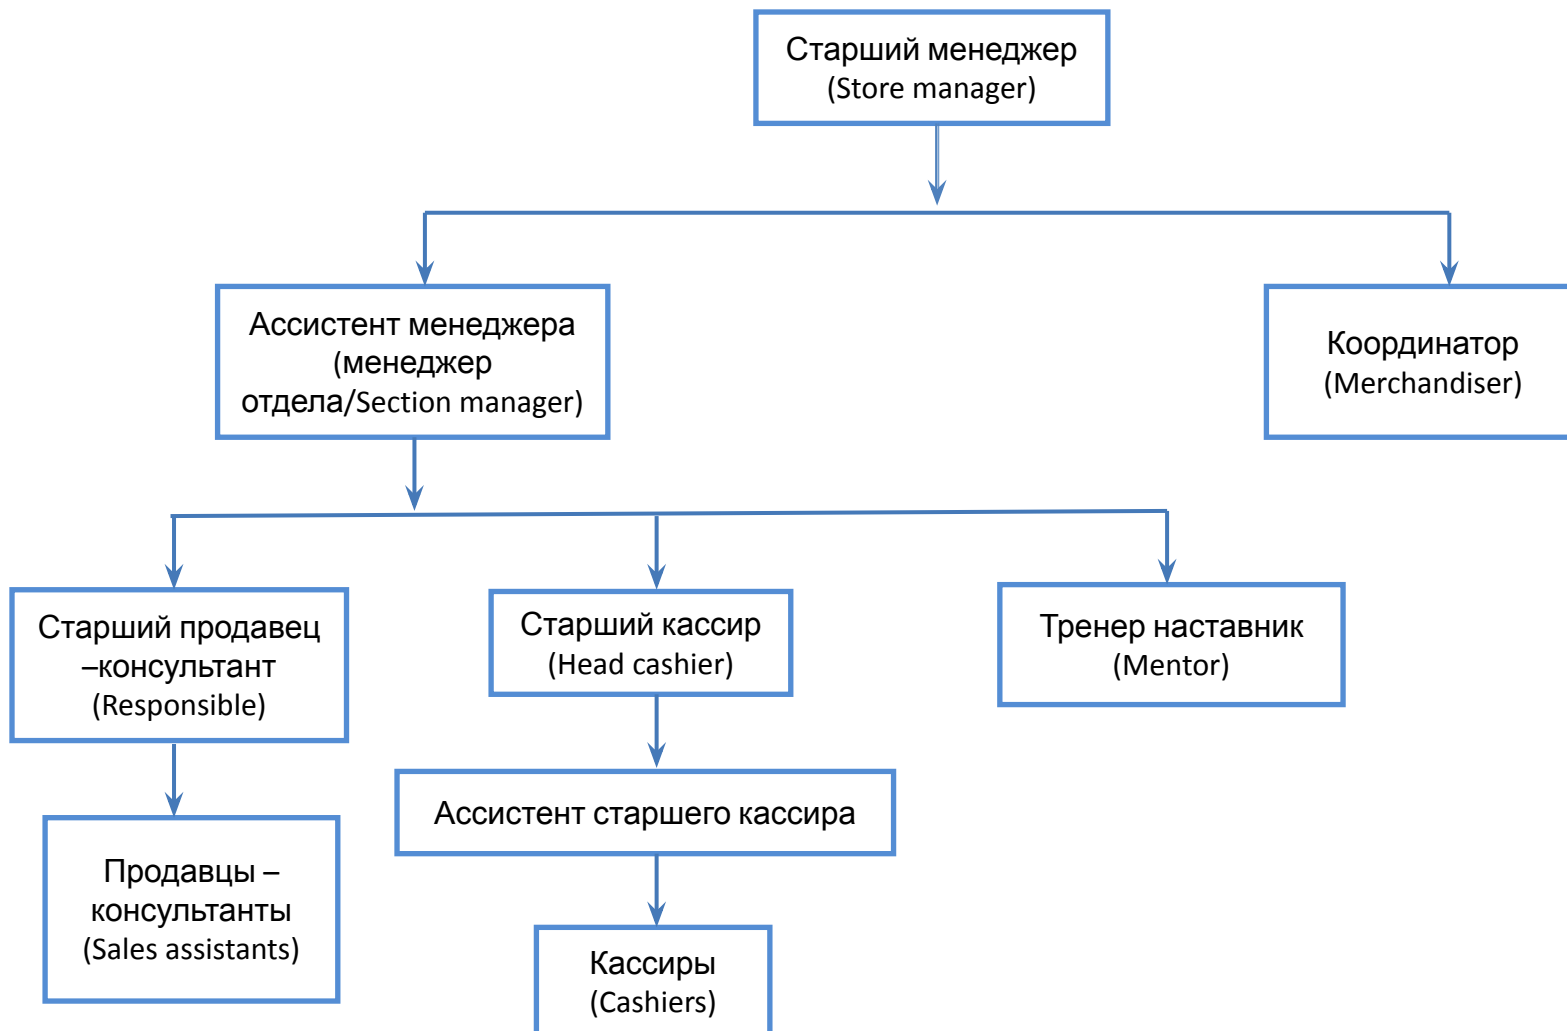 Старший менеджер
(Store manager)
Ассистент менеджера
(менеджер
отдела/Section manager)
Координатор
(Merchandiser)
Старший продавец
–консультант
(Responsible)
Старший кассир
(Head cashier)
Тренер наставник
(Mentor)
Ассистент старшего кассира
Продавцы –
консультанты
(Sales assistants)
Кассиры
(Cashiers)